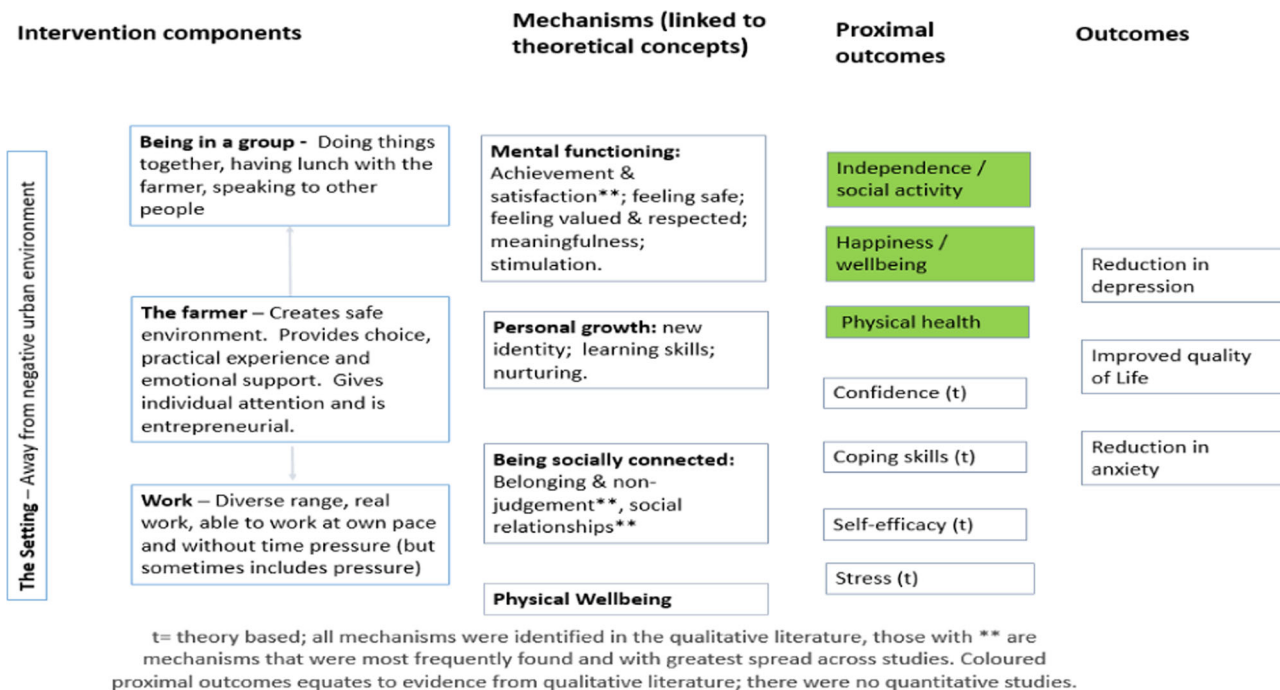 Intervention components
Mechanisms (linked to
theoretical concepts)
Proximal
outcomes
Outcomes
The Setting – Away from negative urban environment
Being in a group - Doing things
together, having lunch with the
farmer, speaking to other
people
The farmer – Creates safe
environment. Provides choice,
practical experience and
emotional support. Gives
individual attention and is
entrepreneurial.
Work – Diverse range, real
work, able to work at own pace
and without time pressure (but
sometimes includes pressure)
Mental functioning:
Achievement &
satisfaction**; feeling safe;
feeling valued & respected;
meaningfulness;
stimulation.
Personal growth: new
identity; learning skills;
nurturing.
Being socially connected:
Belonging & non-
judgement**, social
relationships**
Physical Wellbeing
Independence /
social activity
Happiness /
wellbeing
Physical health
Confidence (t)
Coping skills (t)
Self-efficacy (t)
Stress (t)
Reduction in
depression
Improved quality
of Life
Reduction in
anxiety
t= theory based; all mechanisms were identified in the qualitative literature, those with ** are
mechanisms that were most frequently found and with greatest spread across studies. Coloured
proximal outcomes equates to evidence from qualitative literature; there were no quantitative studies.